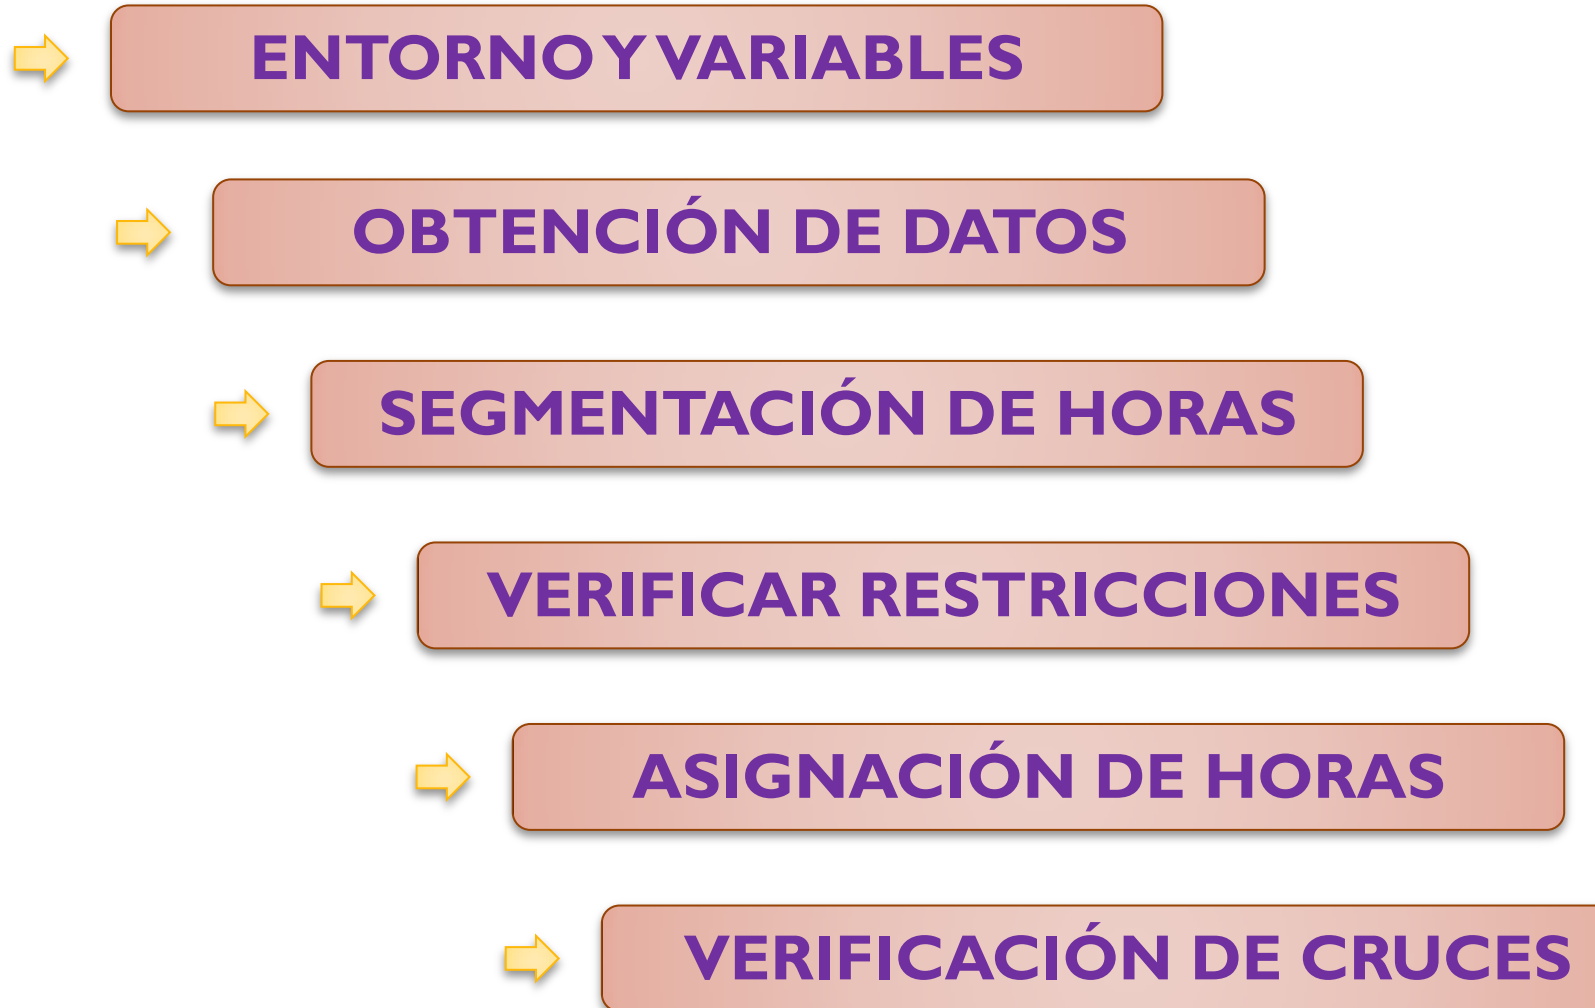 ENTORNO Y VARIABLES
OBTENCIÓN DE DATOS
SEGMENTACIÓN DE HORAS
VERIFICAR RESTRICCIONES
ASIGNACIÓN DE HORAS
VERIFICACIÓN DE CRUCES